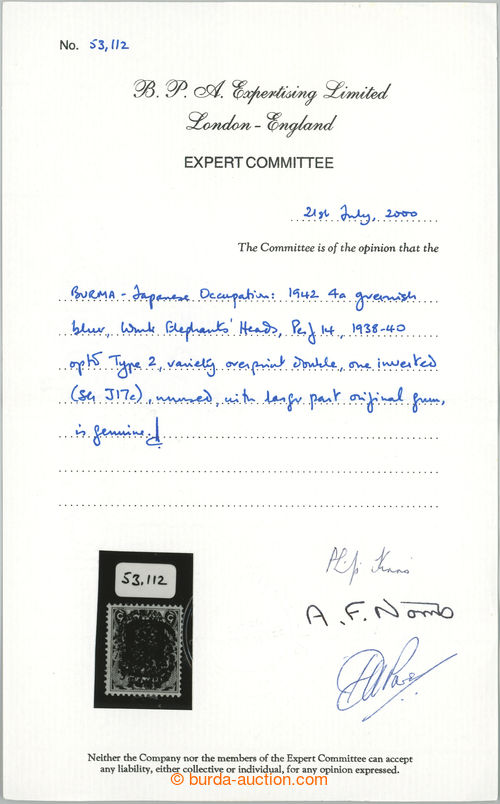 No. 53,112
B. P. A. Expertising Limited
London - England
EXPERT COMMITTEE
21st July, 2000
The Committee is of the opinion that the
BURMA - Japanese Occupation: 1942 4a greenish
blue, Wmk Elephants' Heads, Perf 14, 1938-40
optd Type 2, variety overprint double, one inverted
(SG J17c), unused, with large part original gum,
is genuine.
53,112
A. F. Norris
Neither the Company nor the members of the Expert Committee can accept
any liability, either collective or individual, for any opinion expressed.
© burda-auction.com